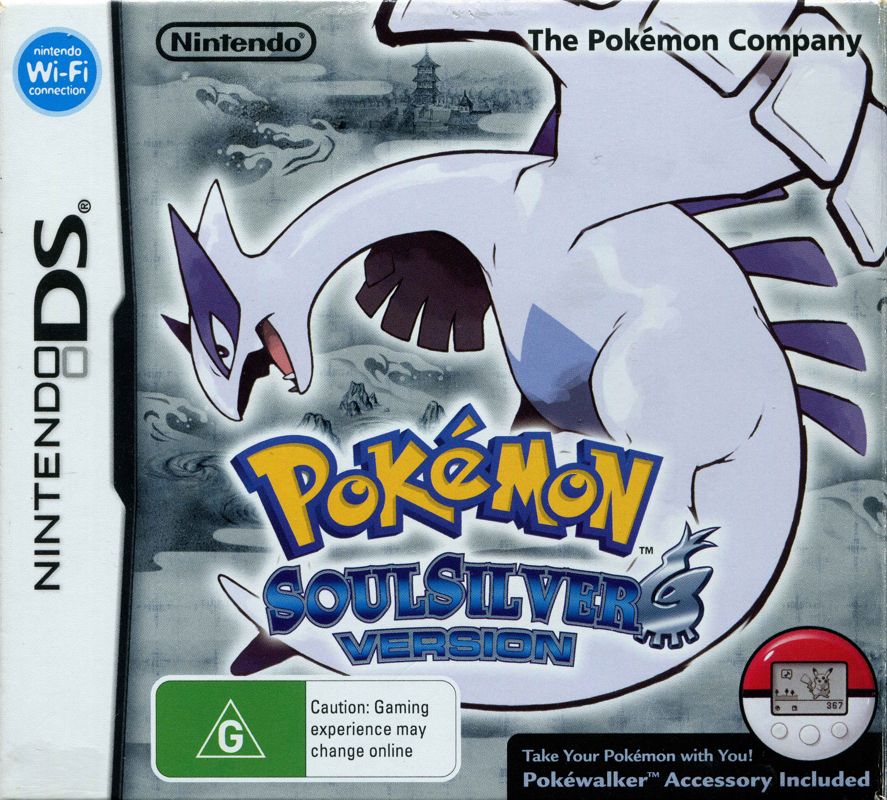 nintendo
Wi-Fi
connection
Nintendo®
The Pokémon Company
NINTENDO DS®
POKéMON
™
SOULSILVER
VERSION
G
Caution: Gaming
experience may
change online
367
Take Your Pokémon with You!
Pokéwalker™ Accessory Included